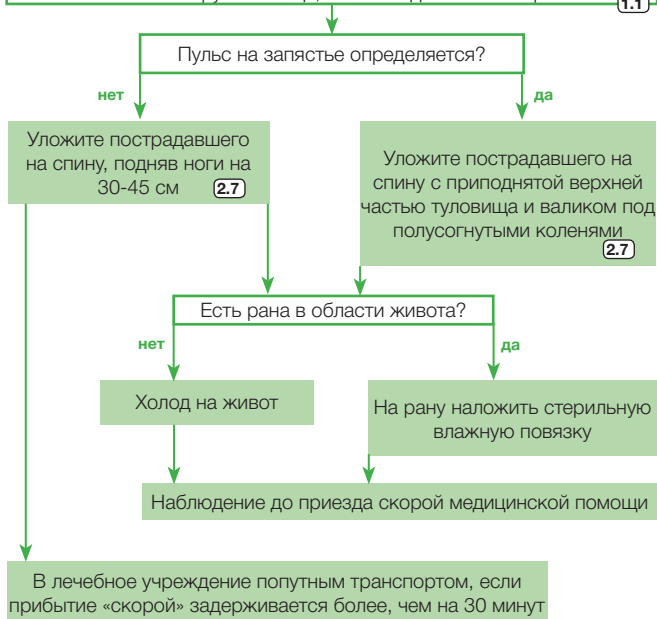 1.1
Пульс на запястье определяется?
нет
да
Уложите пострадавшего
на спину, подняв ноги на
30-45 см 2.7
Уложите пострадавшего на
спину с приподнятой верхней
частью туловища и валиком под
полусогнутыми коленями
2.7
Есть рана в области живота?
нет
да
Холод на живот
На рану наложить стерильную
влажную повязку
Наблюдение до приезда скорой медицинской помощи
В лечебное учреждение попутным транспортом, если
прибытие «скорой» задерживается более, чем на 30 минут